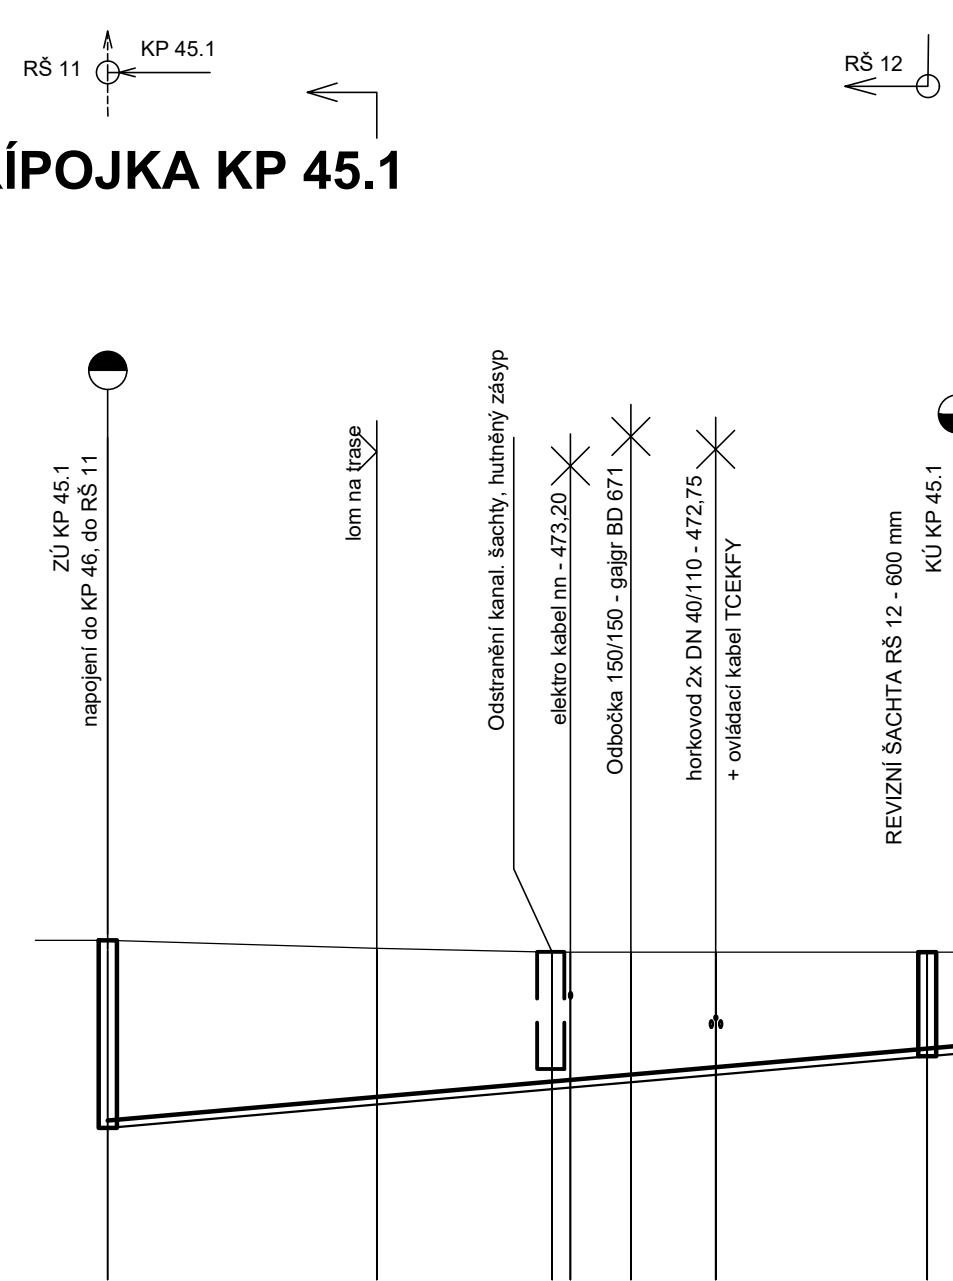 RŠ 11
KP 45.1
RŠ 12
ÍPOJKA KP 45.1
ZÚ KP 45.1
napojení do KP 46, do RŠ 11
lom na trase
Odstranění kanal. šachty, hutněný zásyp
elektro kabel nn - 473,20
Odbočka 150/150 - gajgr BD 671
horkovod 2x DN 40/110 - 472,75
+ ovládací kabel TCEKFY
REVIZNÍ ŠACHTA RŠ 12 - 600 mm
KÚ KP 45.1